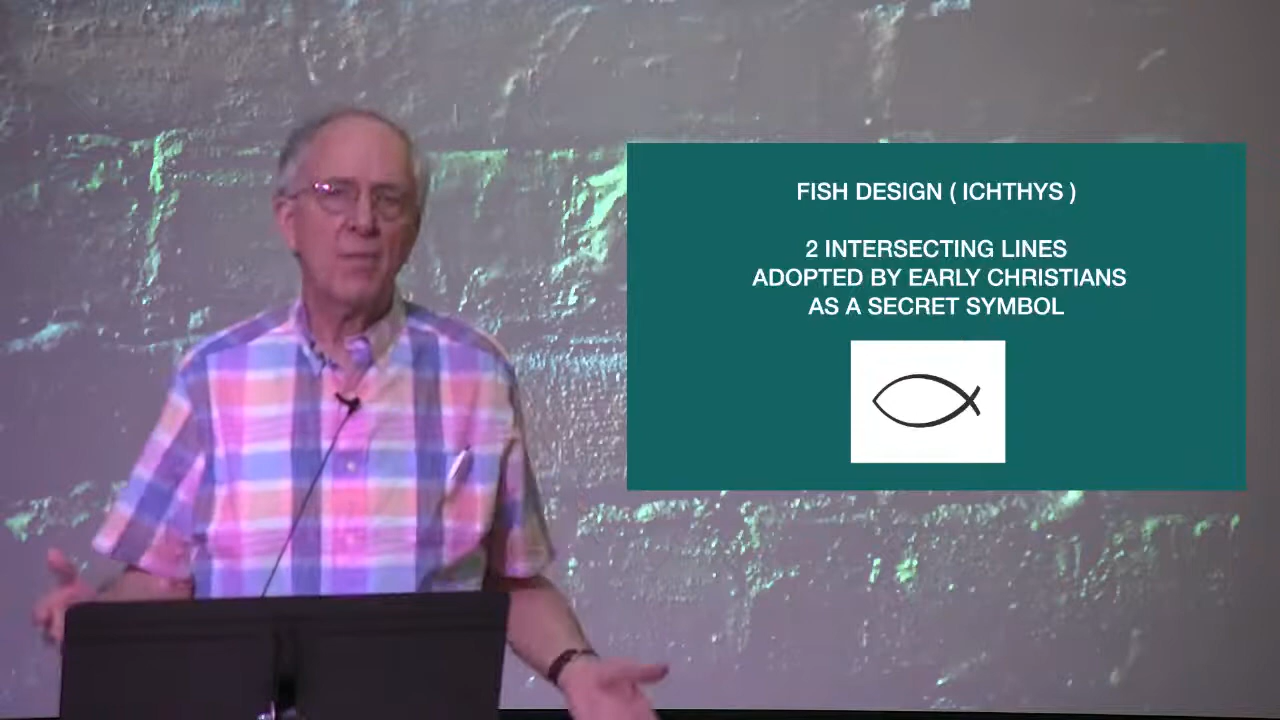 FISH DESIGN ( ICHTHYS )
2 INTERSECTING LINES
ADOPTED BY EARLY CHRISTIANS
AS A SECRET SYMBOL